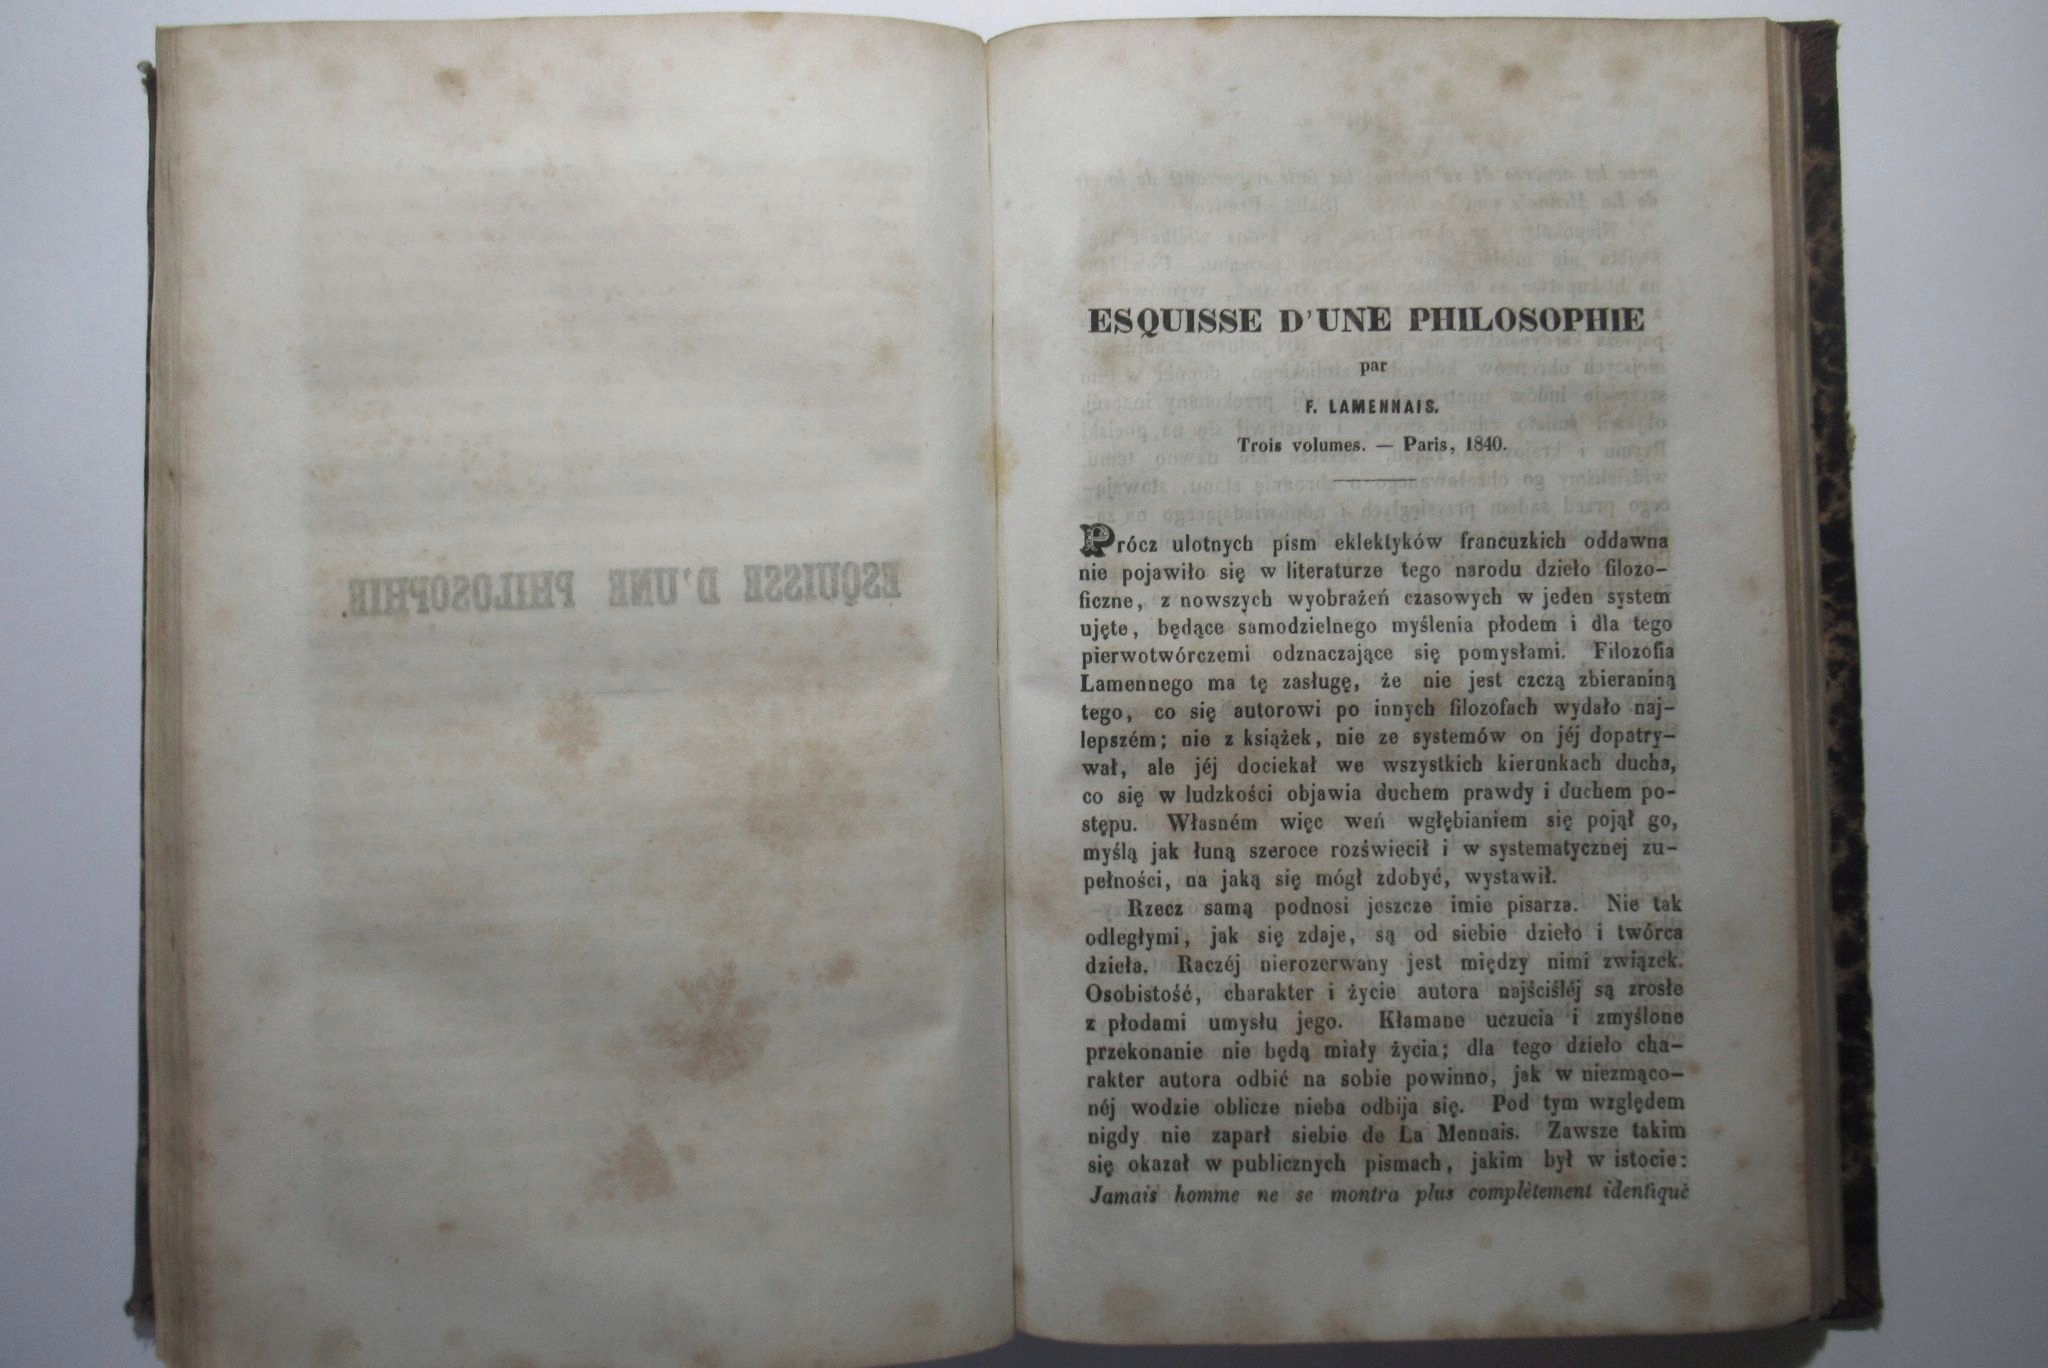 ESQUISSE D'UNE PHILOSOPHIE.
ESQUISSE D'UNE PHILOSOPHIE
par
F. LAMENNAIS.
Trois volumes. — Paris, 1840.
Prócz ulotnych pism eklektyków francuzkich oddawna
nie pojawiło się w literaturze tego narodu dzieło filozo-
ficzne, z nowszych wyobrażeń czasowych w jeden system
ujęte, będące samodzielnego myślenia płodem i dla tego
pierwotwórczemi odznaczające się pomysłami. Filozofia
Lamennego ma tę zasługę, że nie jest czczą zbieraniną
tego, co się autorowi po innych filozofach wydało naj-
lepszém; nie z książek, nie ze systemów on jéj dopatry-
wał, ale jéj dociekał we wszystkich kierunkach ducha,
co się w ludzkości objawia duchem prawdy i duchem po-
stępu. Własném więc weń wgłębianiem się pojął go,
myślą jak łuną szeroce rozświecił i w systematycznej zu-
pełności, na jaką się mógł zdobyć, wystawił.
Rzecz samą podnosi jeszcze imie pisarza. Nie tak
odległymi, jak się zdaje, są od siebie dzieło i twórca
dzieła. Raczéj nierozerwany jest między nimi związek.
Osobistość, charakter i życie autora najściśléj są zrosłe
z płodami umysłu jego. Kłamane uczucia i zmyślone
przekonanie nie będą miały życia; dla tego dzieło cha-
rakter autora odbić na sobie powinno, jak w niezmąco-
néj wodzie oblicze nieba odbija się. Pod tym względem
nigdy nie zaparł siebie de La Mennais. Zawsze takim
się okazał w publicznych pismach, jakim był w istocie:
Jamais homme ne se montra plus complètement identique